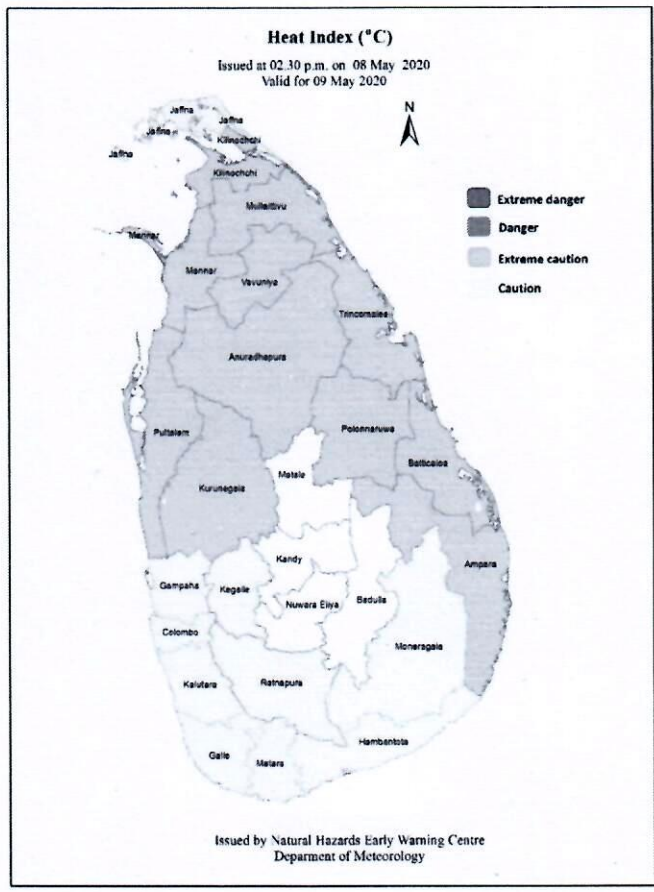 Heat Index (°C)
Issued at 02.30 p.m. on 08 May 2020
Valid for 09 May 2020
N
Jaffna
Jaffna
Jaffna
Kilinochchi
Jaffna
Kilinochchi
Mullaittivu
Extreme danger
Danger
Extreme caution
Caution
Mannar
Mannar
Vavuniya
Trincomalee
Anuradhapura
Puttalam
Polonnaruwa
Batticaloa
Matale
Kurunegala
Kandy
Ampara
Gampaha
Kegalle
Nuwara Eliya
Badulla
Colombo
Moneragala
Kalutara
Ratnapura
Hambantota
Galle
Matara
Issued by Natural Hazards Early Warning Centre
Deparment of Meteorology